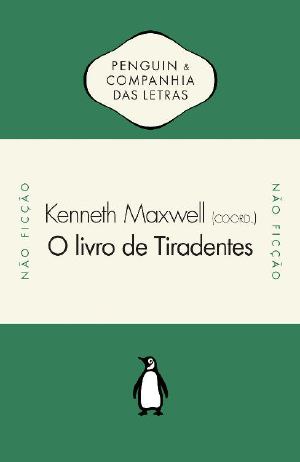 PENGUIN &
COMPANHIA
DAS LETRAS
NÃO FICÇÃO
Kenneth Maxwell (COORD.)
O livro de Tiradentes
NÃO FICÇÃO